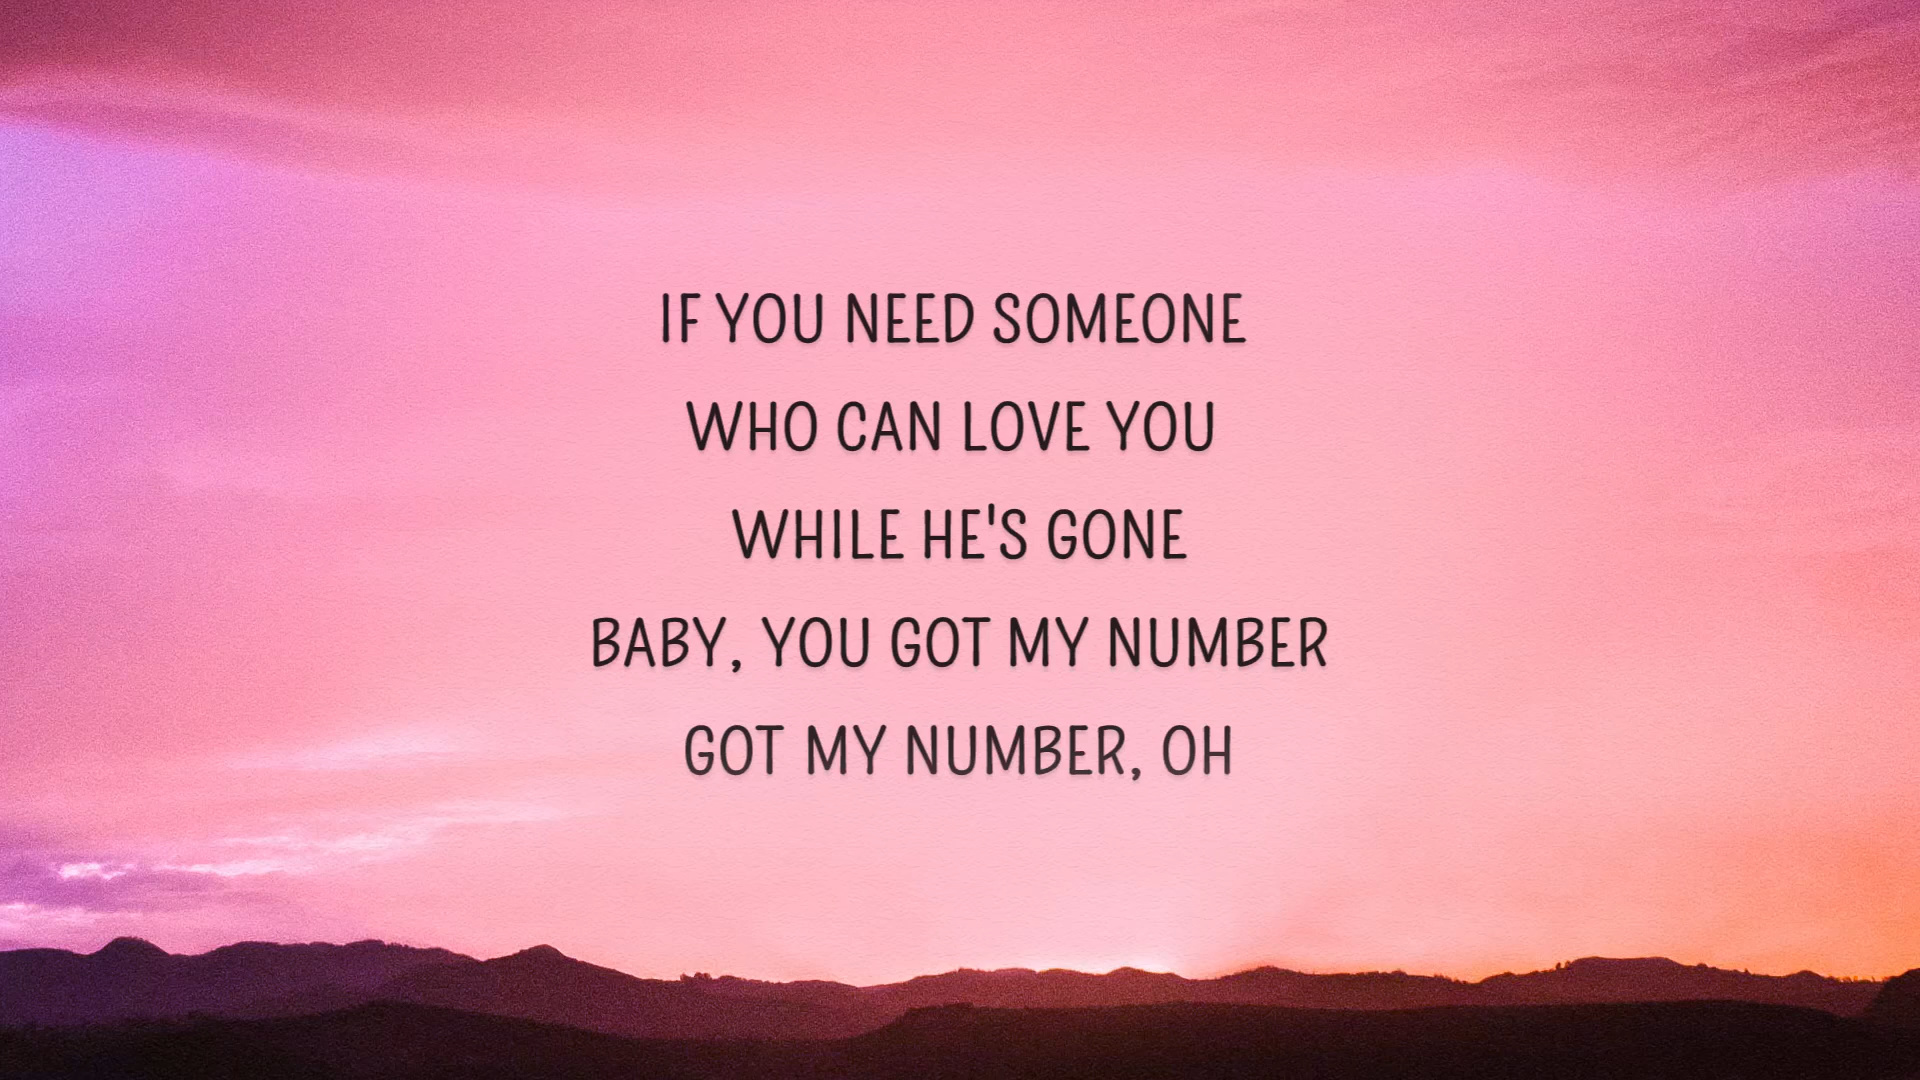 IF YOU NEED SOMEONE
WHO CAN LOVE YOU
WHILE HE'S GONE
BABY, YOU GOT MY NUMBER
GOT MY NUMBER, OH